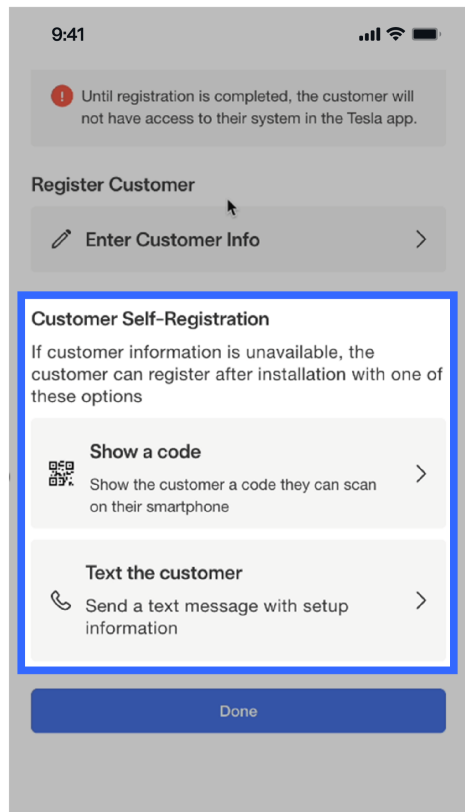 9:41
Until registration is completed, the customer will
not have access to their system in the Tesla app.
Register Customer
Enter Customer Info
Customer Self-Registration
If customer information is unavailable, the
customer can register after installation with one of
these options
Show a code
Show the customer a code they can scan
on their smartphone
Text the customer
Send a text message with setup
information
Done